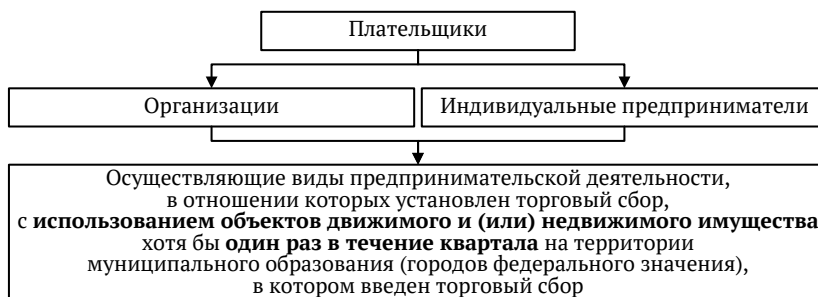 Плательщики
Организации
Индивидуальные предприниматели
Осуществляющие виды предпринимательской деятельности,
в отношении которых установлен торговый сбор,
с использованием объектов движимого и (или) недвижимого имущества
хотя бы один раз в течение квартала на территории
муниципального образования (городов федерального значения),
в котором введен торговый сбор